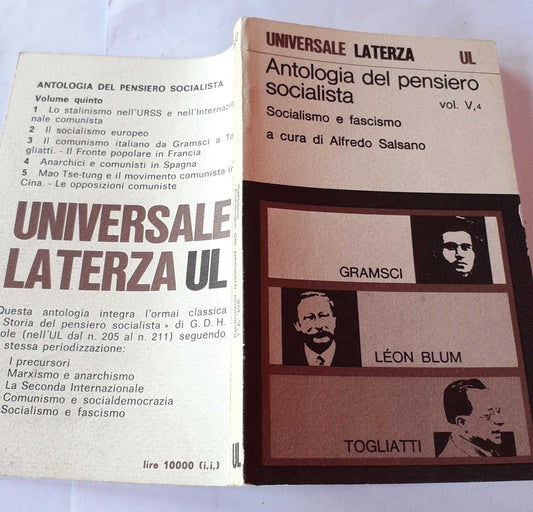 ANTOLOGIA DEL PENSIERO SOCIALISTA
Volume quinto
1 Lo stalinismo nell'URSS e nell'Internazio
nale comunista
2 Il socialismo europeo
3 Il comunismo italiano da Gramsci a To
gliatti. - Il Fronte popolare in Francia
4 Anarchici e comunisti in Spagna
5 Mao Tse-tung e il movimento comunista in
Cina. - Le opposizioni comuniste
UNIVERSALE
LATERZA UL
Questa antologia integra l'ormai classica
Storia del pensiero socialista » di G. D. H.
ole (nell'UL dal n. 205 al n. 211) seguendo
stessa periodizzazione:
I precursori
Marxismo e anarchismo
La Seconda Internazionale
Comunismo e socialdemocrazia
Socialismo e fascismo
lire 10000 (i.i.)
UL
UNIVERSALE LATERZA UL
Antologia del pensiero
socialista vol. V,4
Socialismo e fascismo
a cura di Alfredo Salsano
GRAMSCI
LÉON BLUM
TOGLIATTI